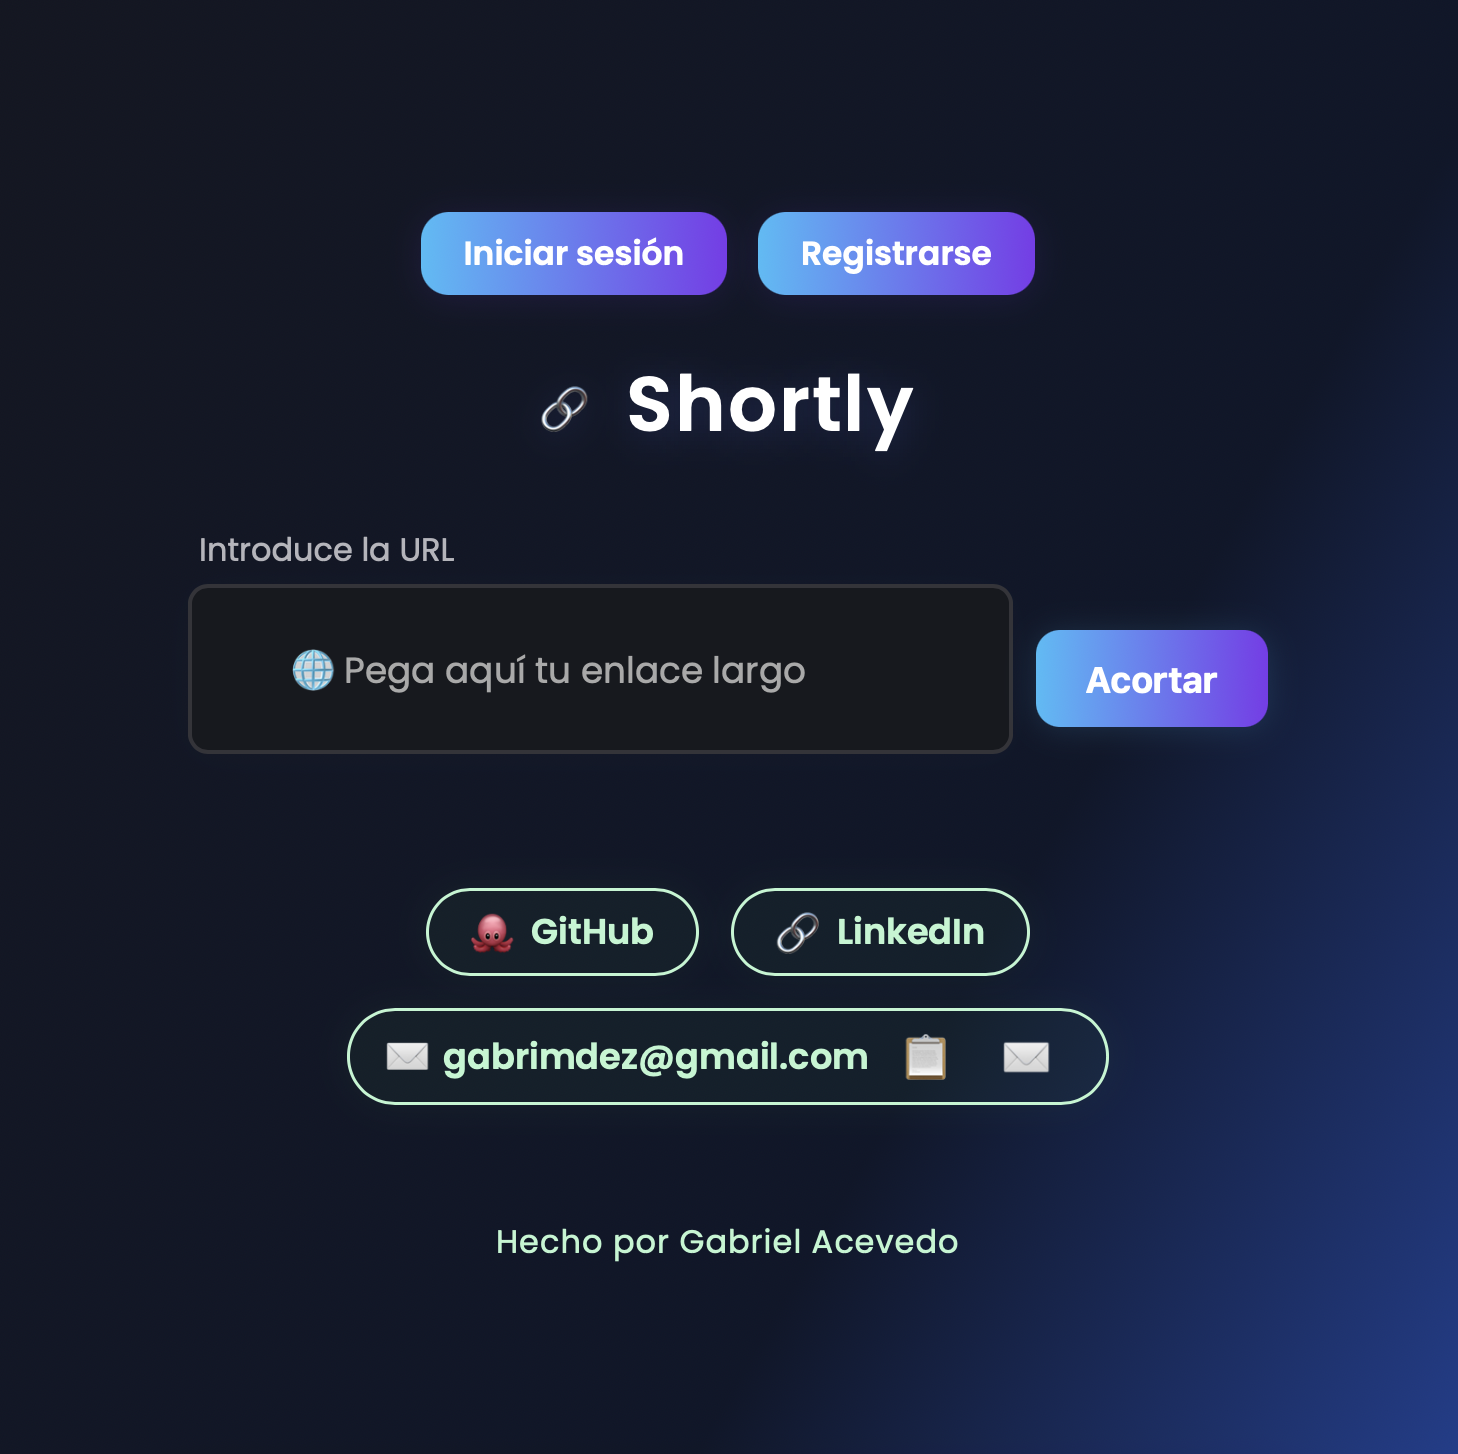 Iniciar sesión Registrarse
Shortly
Introduce la URL
Pega aquí tu enlace largo
Acortar
GitHub LinkedIn
gabrimdez@gmail.com
Hecho por Gabriel Acevedo